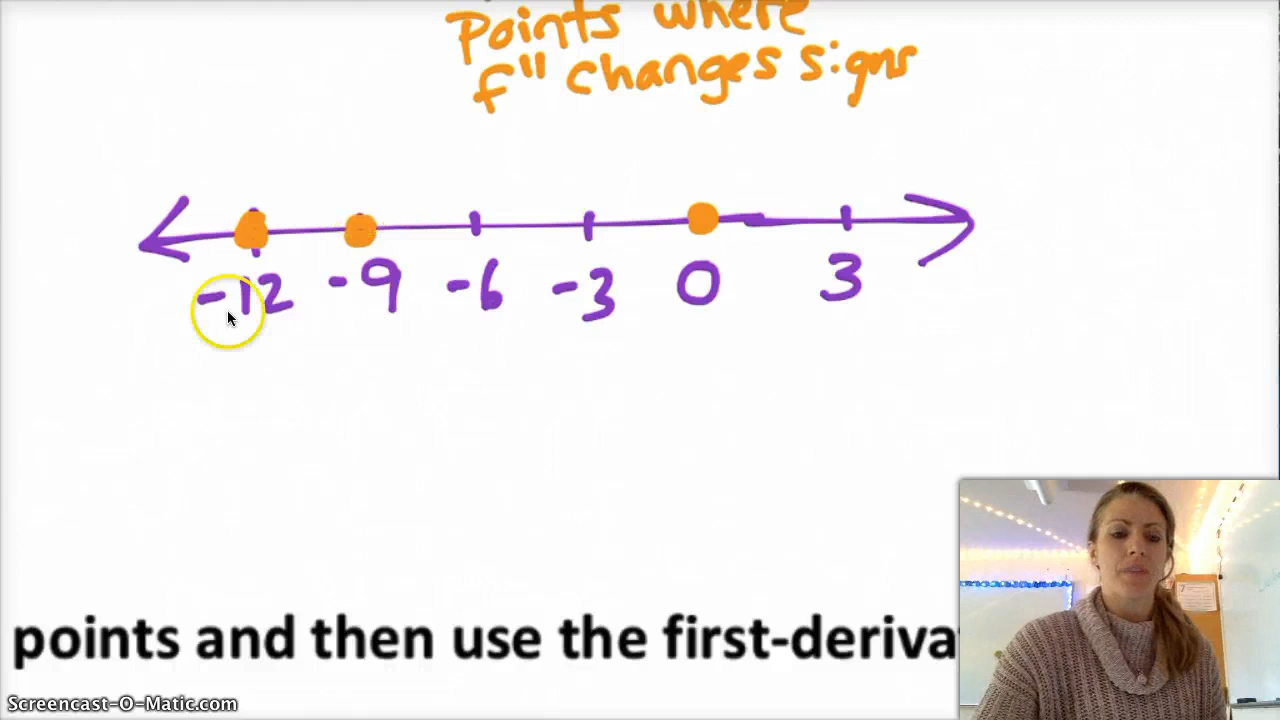 Points where
f" changes signs
-12 -9 -6 -3 0 3
points and then use the first-deriva
Screencast-O-Matic.com